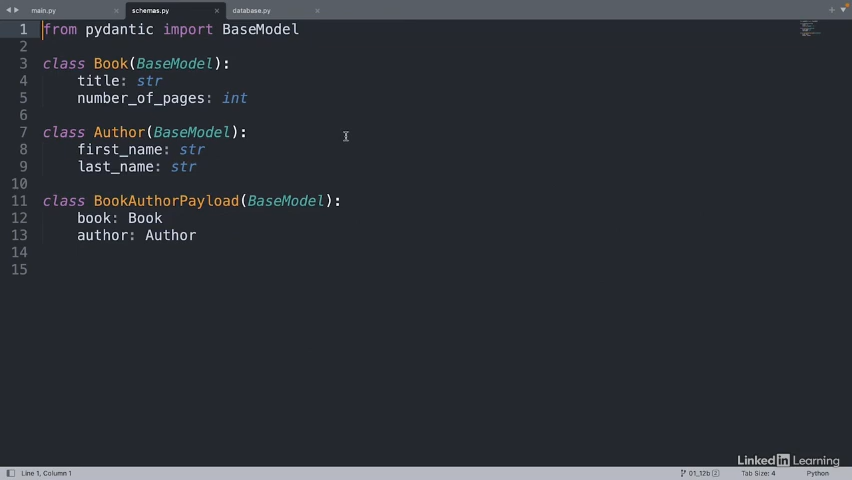 main.py
schemas.py
database.py
1 from pydantic import BaseModel
2
3 class Book(BaseModel):
4 title: str
5 number_of_pages: int
6
7 class Author(BaseModel):
8 first_name: str
9 last_name: str
10
11 class BookAuthorPayload(BaseModel):
12 book: Book
13 author: Author
14
15
LinkedIn Learning
Line 1, Column 1
01_12b
Tab Size: 4
Python